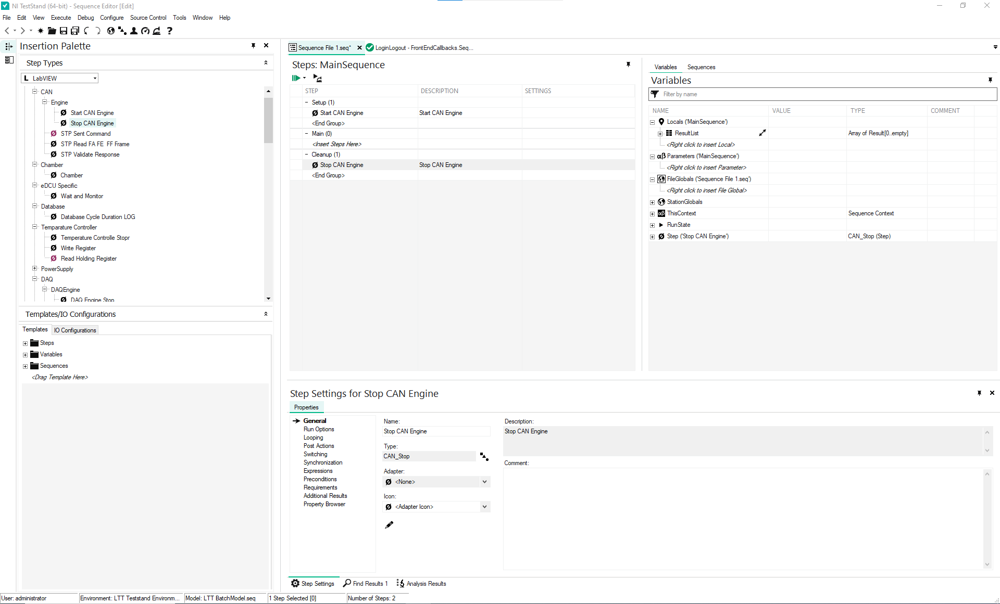 NI TestStand (64-bit) - Sequence Editor [Edit]
File Edit View Execute Debug Configure Source Control Tools Window Help
Insertion Palette
Step Types
LabVIEW
CAN
Engine
Start CAN Engine
Stop CAN Engine
STP Sent Command
STP Read FA FE FF Frame
STP Validate Response
Chamber
Chamber
eDCU Specific
Wait and Monitor
Database
Database Cycle Duration LOG
Temparature Controller
Temperature Controlle Stopr
Write Register
Read Holding Register
PowerSupply
DAQ
DAQEngine
DAQ Engine Stop
Templates/IO Configurations
Templates IO Configurations
Steps
Variables
Sequences
<Drag Template Here>
Sequence File 1.seq* LoginLogout - FrontEndCallbacks.Seq...
Steps: MainSequence
STEP DESCRIPTION SETTINGS
Setup (1)
Start CAN Engine Start CAN Engine
<End Group>
Main (0)
<Insert Steps Here>
Cleanup (1)
Stop CAN Engine Stop CAN Engine
<End Group>
Variables Sequences
Variables
Filter by name
NAME VALUE TYPE COMMENT
Locals ('MainSequence')
ResultList Array of Result[0..empty]
<Right click to insert Local>
Parameters ('MainSequence')
<Right click to insert Parameter>
FileGlobals ('Sequence File 1.seq')
<Right click to insert File Global>
StationGlobals
ThisContext Sequence Context
RunState
Step ('Stop CAN Engine') CAN_Stop (Step)
Step Settings for Stop CAN Engine
Properties
General
Run Options
Looping
Post Actions
Switching
Synchronization
Expressions
Preconditions
Requirements
Additional Results
Property Browser
Name:
Stop CAN Engine
Type:
CAN_Stop
Adapter:
<None>
Icon:
<Adapter Icon>
Description:
Stop CAN Engine
Comment:
Step Settings Find Results 1 Analysis Results
User: administrator Environment: LTT Teststand Environm... Model: LTT BatchModel.seq 1 Step Selected [0] Number of Steps: 2